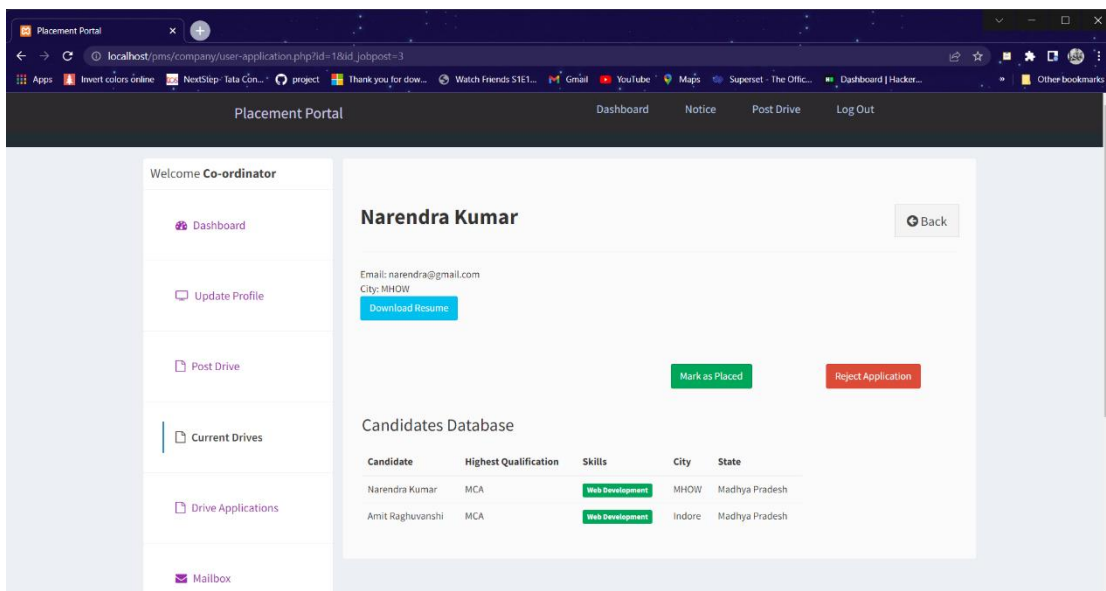 Placement Portal
localhost/pms/company/user-application.php?id=1&id_jobpost=3
Apps Invert colors online NextStep- Tata Con... project Thank you for dow... Watch Friends S1E1... Gmail YouTube Maps Superset - The Offic... Dashboard | Hacker... » Other bookmarks
Placement Portal Dashboard Notice Post Drive Log Out
Welcome Co-ordinator
Dashboard
Update Profile
Post Drive
Current Drives
Drive Applications
Mailbox
Narendra Kumar
Back
Email: narendra@gmail.com
City: MHOW
Download Resume
Mark as Placed Reject Application
Candidates Database
Candidate Highest Qualification Skills City State
Narendra Kumar MCA Web Development MHOW Madhya Pradesh
Amit Raghuvanshi MCA Web Development Indore Madhya Pradesh